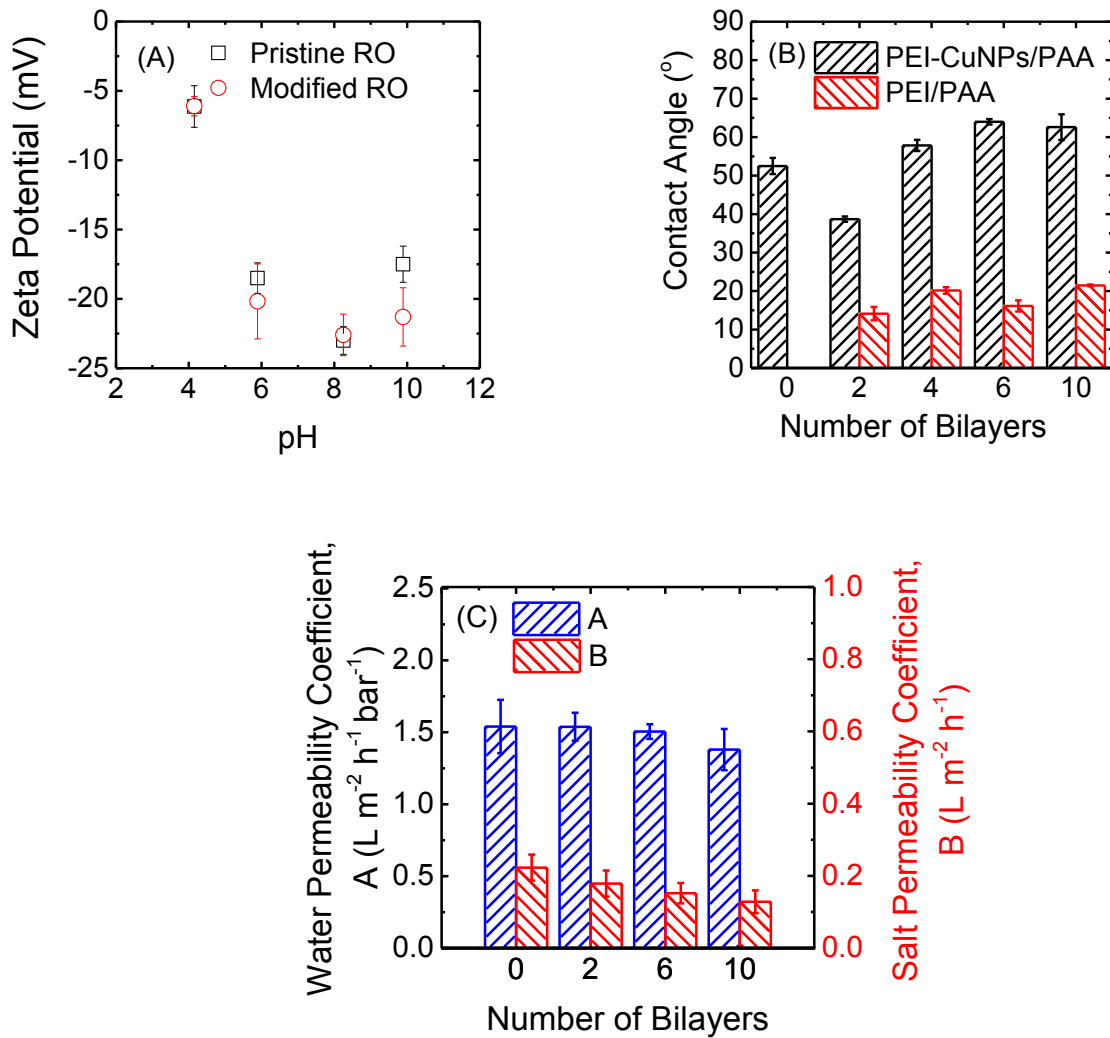 (A)
Pristine RO
Modified RO
Zeta Potential (mV)
0
-5
-10
-15
-20
-25
2
4
6
8
10
12
pH
(B)
PEI-CuNPs/PAA
PEI/PAA
Contact Angle (°)
90
80
70
60
50
40
30
20
10
0
0
2
4
6
10
Number of Bilayers
(C)
A
B
Water Permeability Coefficient,
A (L m⁻² h⁻¹ bar⁻¹)
2.5
2.0
1.5
1.0
0.5
0.0
1.0
0.8
0.6
0.4
0.2
0.0
Salt Permeability Coefficient,
B (L m⁻² h⁻¹)
0
2
6
10
Number of Bilayers